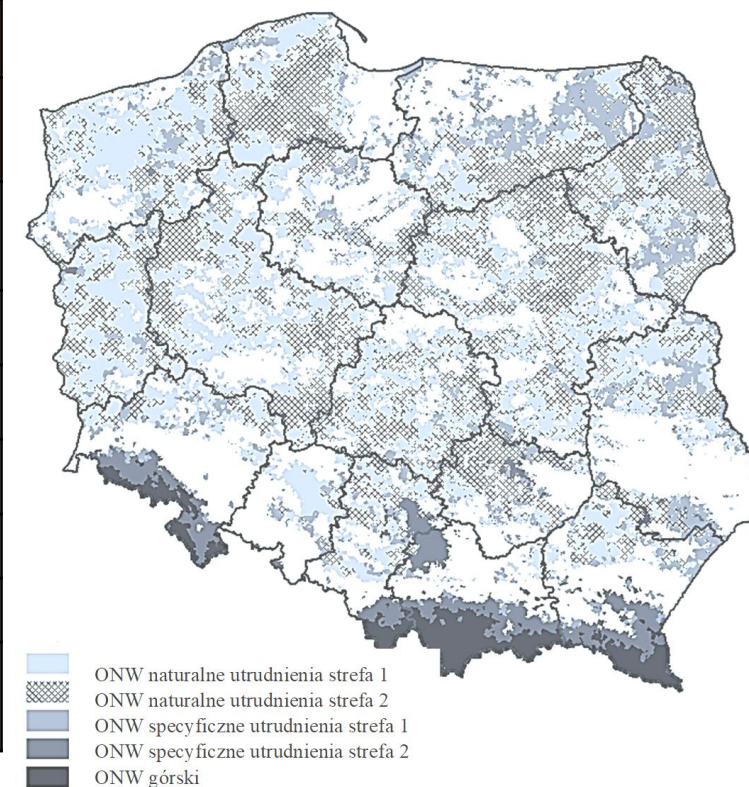 ONW naturalne utrudnienia strefa 1
ONW naturalne utrudnienia strefa 2
ONW specyficzne utrudnienia strefa 1
ONW specyficzne utrudnienia strefa 2
ONW górski